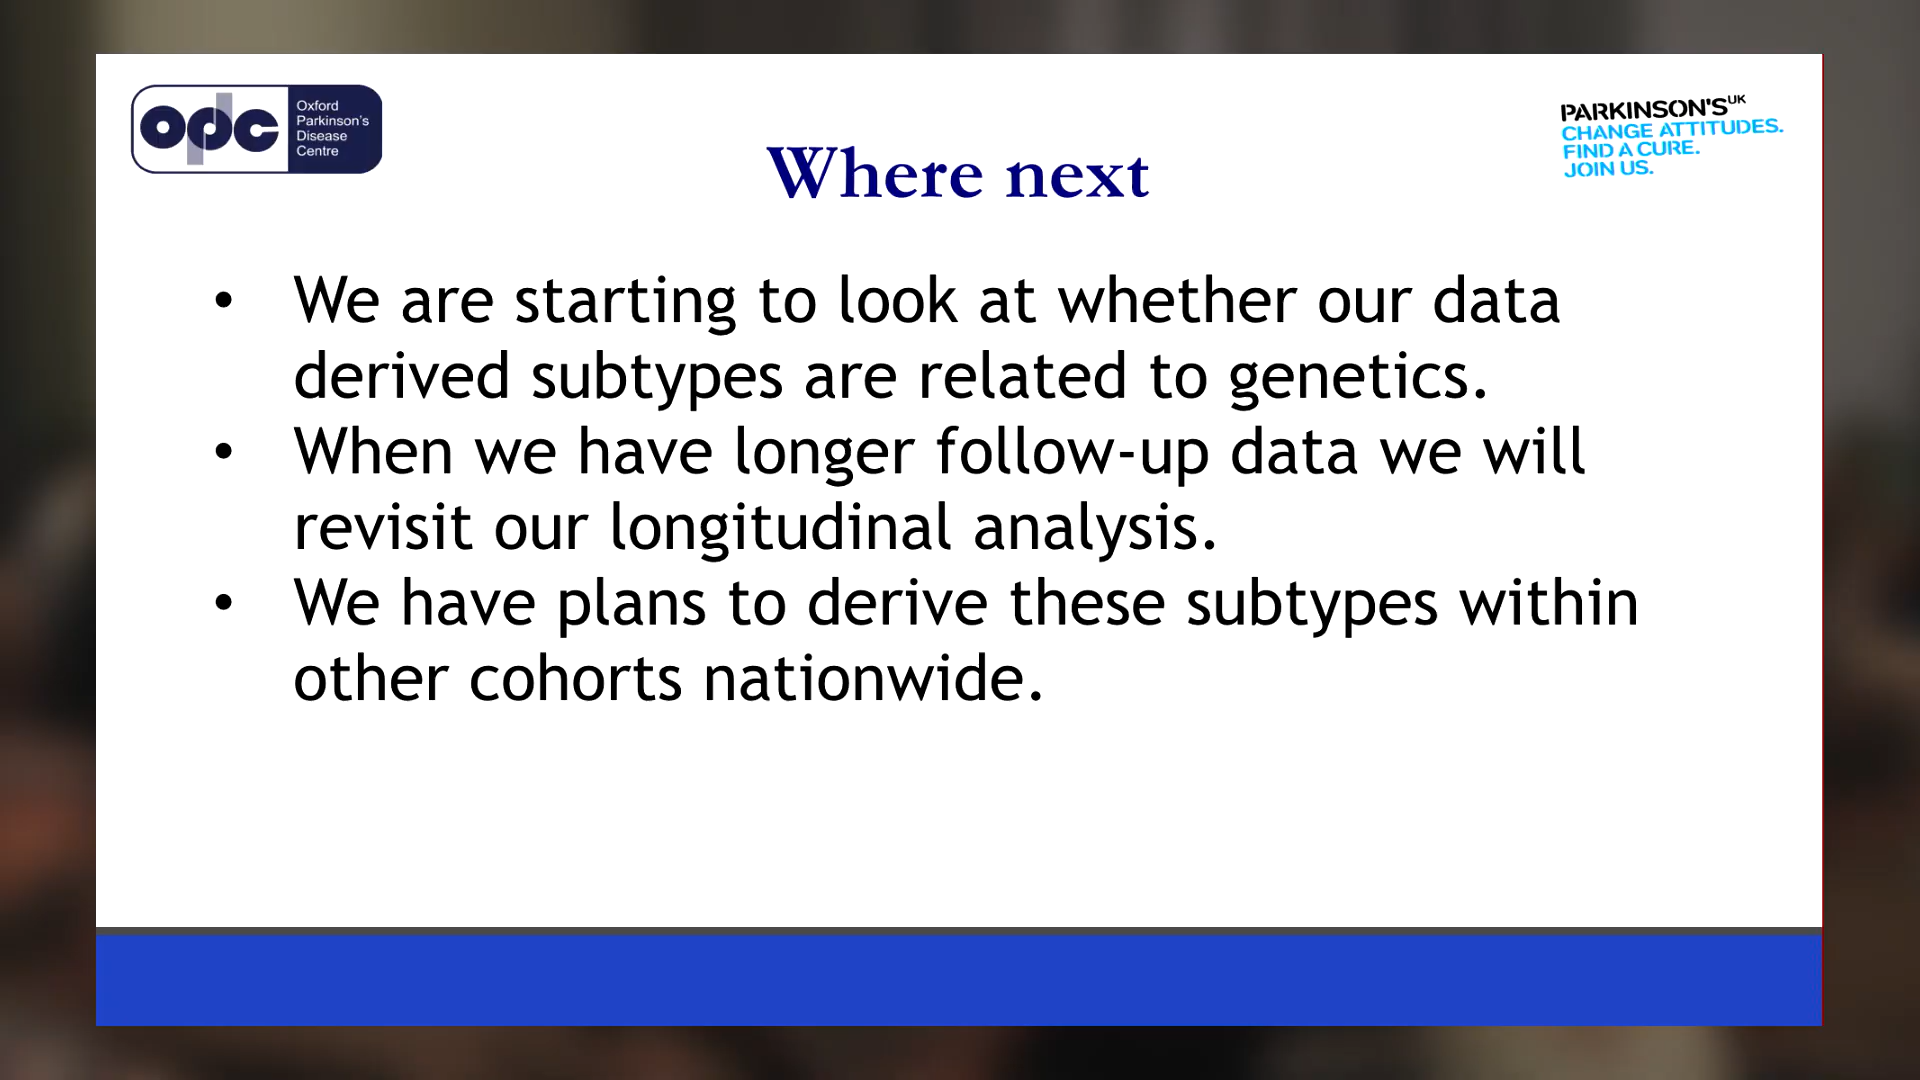 opdc
Oxford
Parkinson's
Disease
Centre
PARKINSON'S UK
CHANGE ATTITUDES.
FIND A CURE.
JOIN US.
Where next
• We are starting to look at whether our data
derived subtypes are related to genetics.
• When we have longer follow-up data we will
revisit our longitudinal analysis.
• We have plans to derive these subtypes within
other cohorts nationwide.